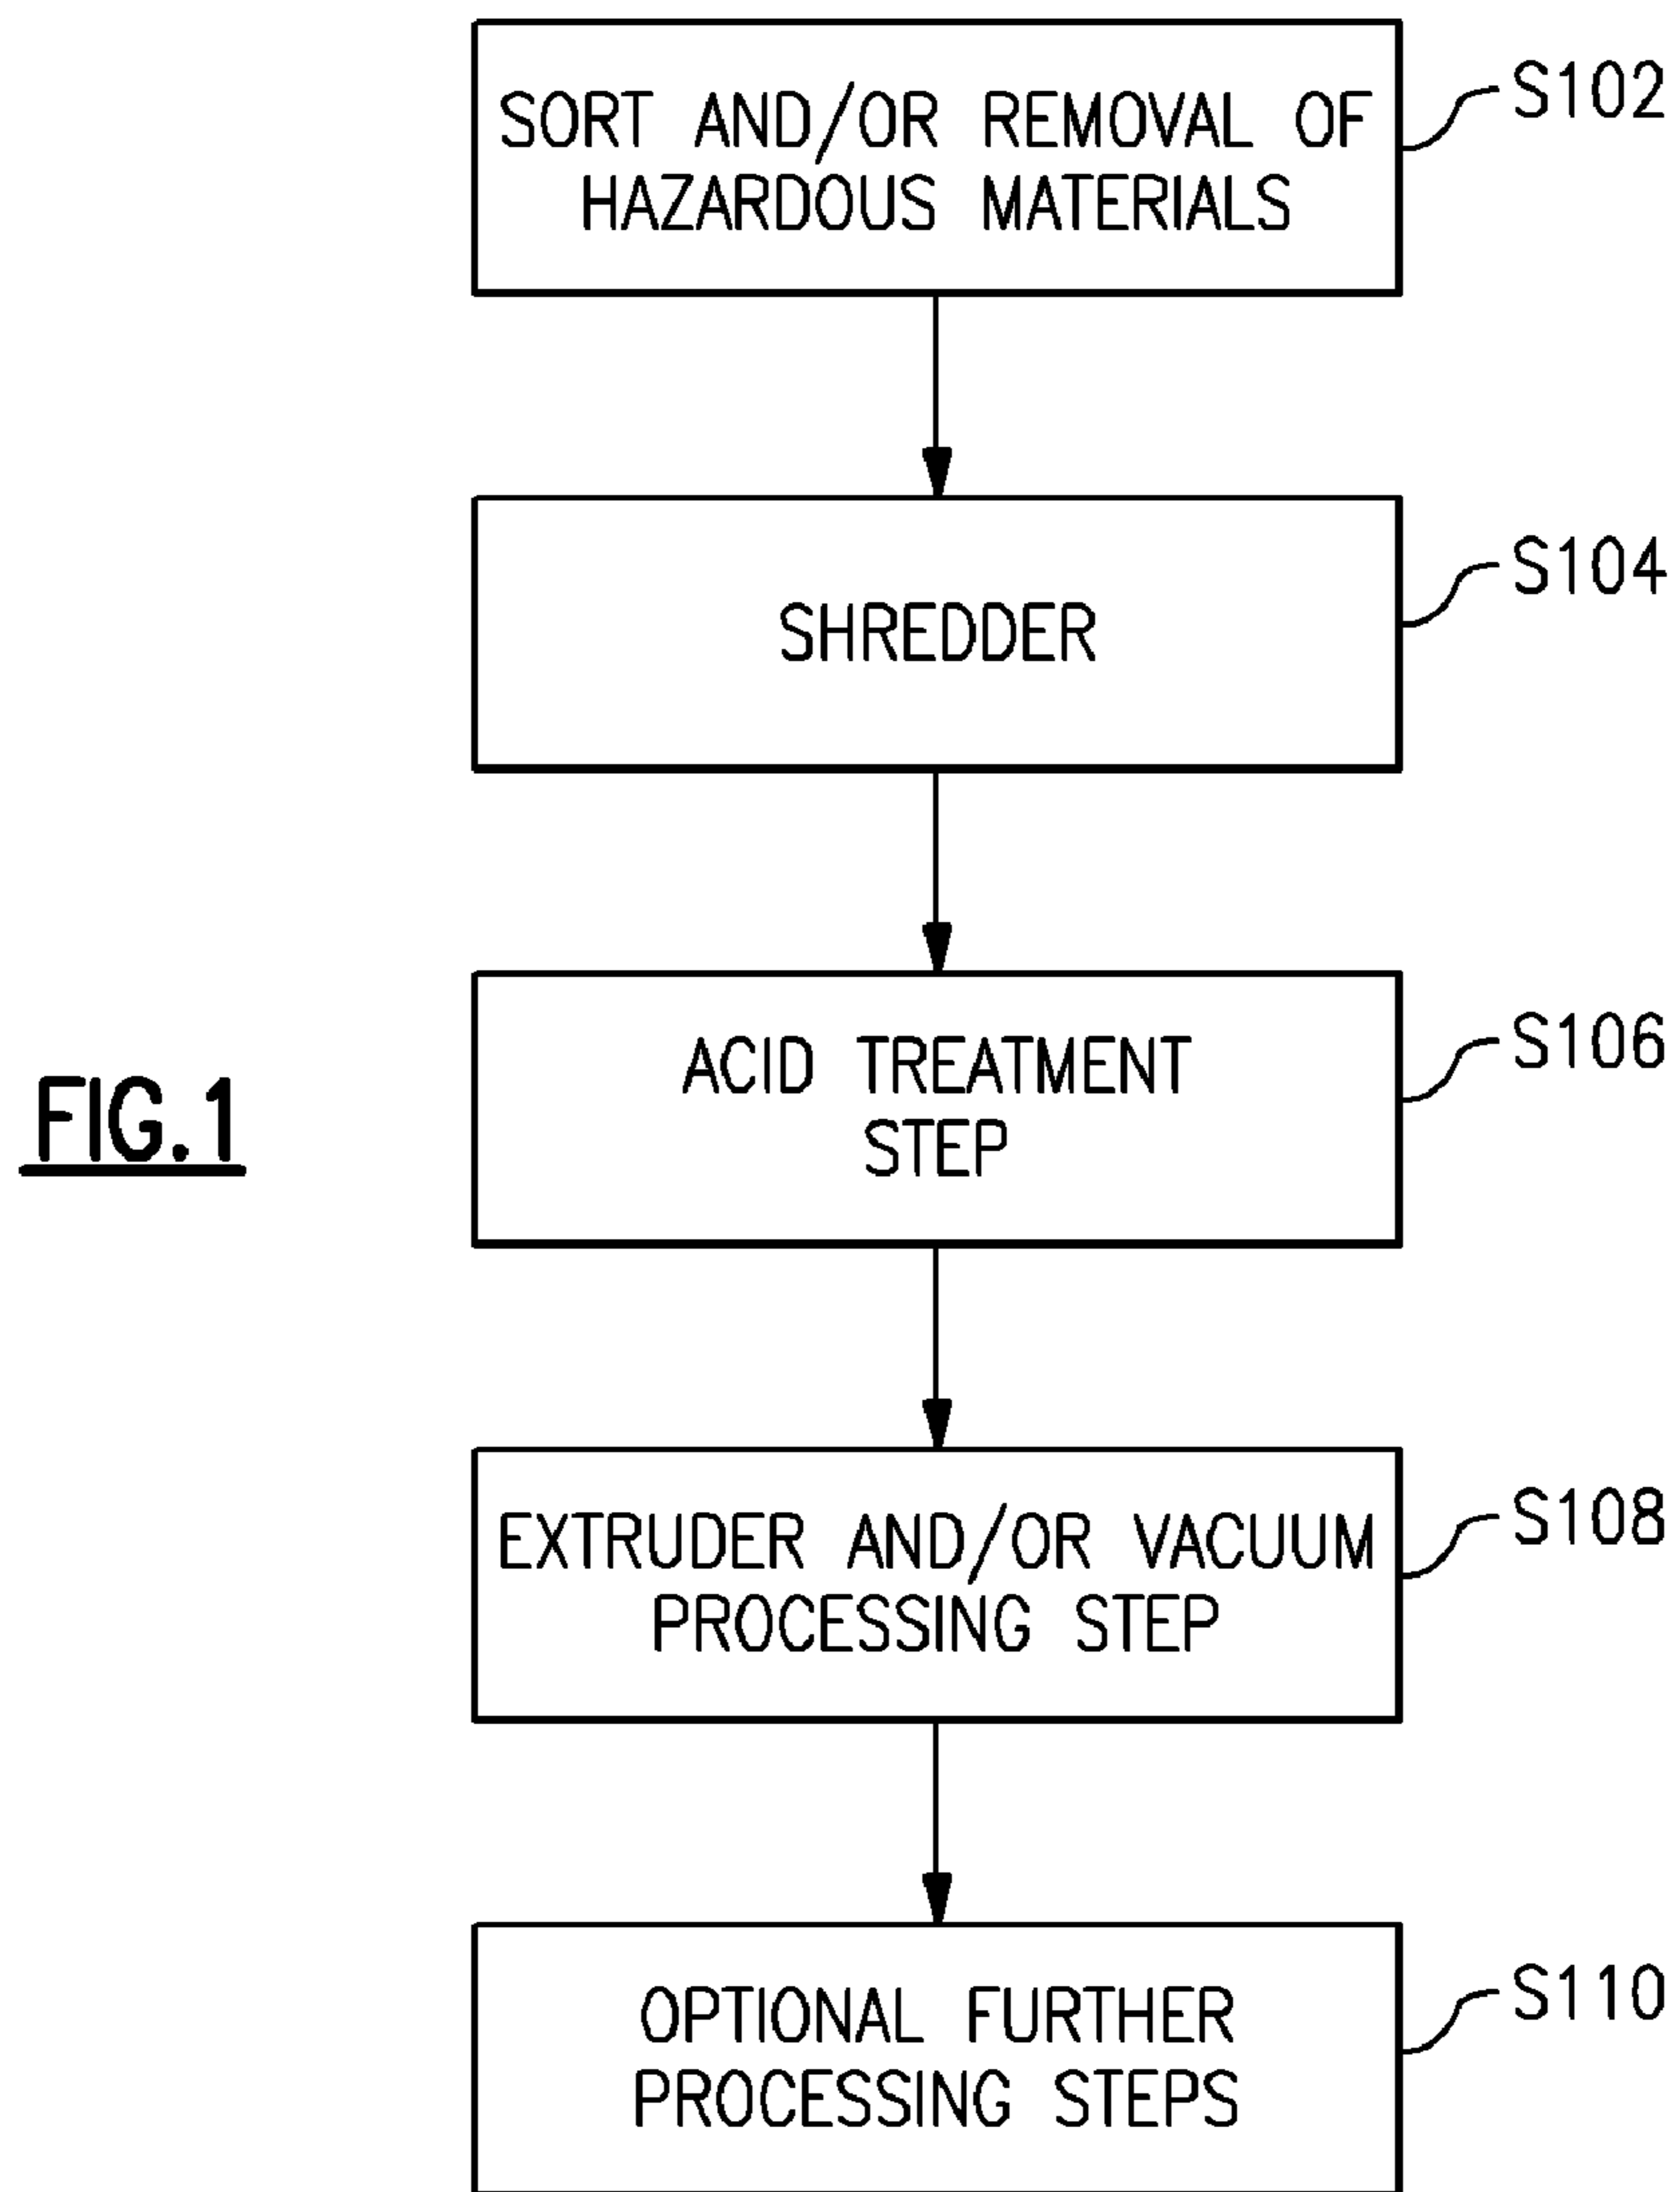 SORT AND/OR REMOVAL OF
HAZARDOUS MATERIALS
S102
SHREDDER
S104
ACID TREATMENT
STEP
S106
FIG.1
EXTRUDER AND/OR VACUUM
PROCESSING STEP
S108
OPTIONAL FURTHER
PROCESSING STEPS
S110